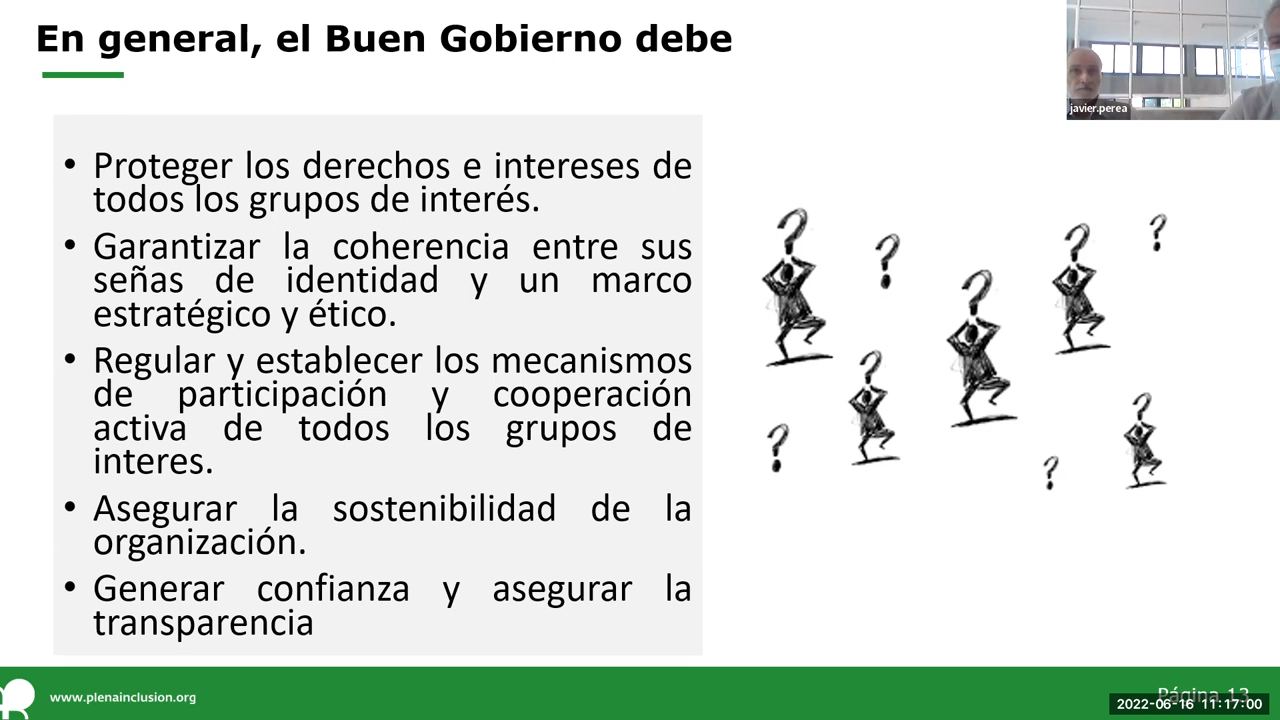 En general, el Buen Gobierno debe
javier.perea
• Proteger los derechos e intereses de
todos los grupos de interés.
• Garantizar la coherencia entre sus
señas de identidad y un marco
estratégico y ético.
• Regular y establecer los mecanismos
de participación y cooperación
activa de todos los grupos de
interes.
• Asegurar la sostenibilidad de la
organización.
• Generar confianza y asegurar la
transparencia
? ? ? ? ? ? ? ? ?
www.plenainclusion.org
Página 13
2022-06-16 11:17:00